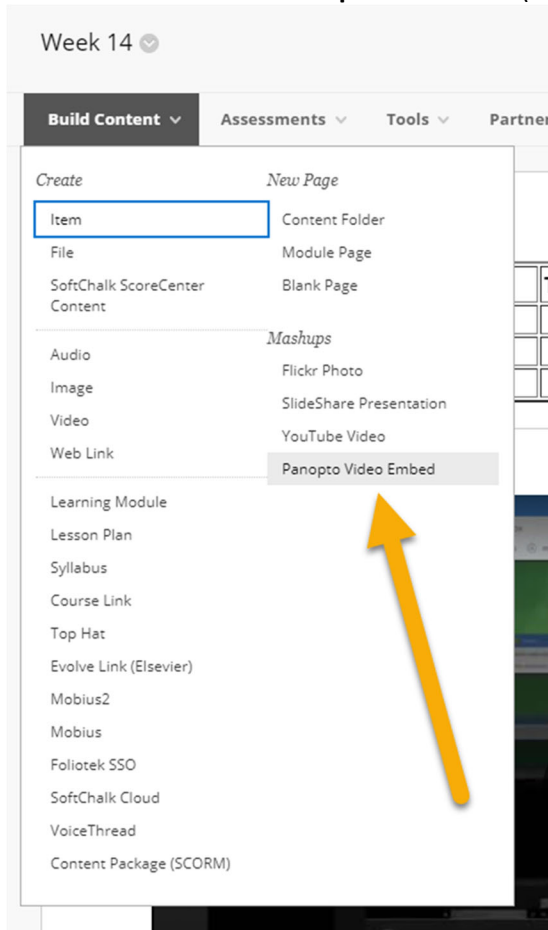 Week 14
Build Content
Assessments
Tools
Partner
Create
Item
File
SoftChalk ScoreCenter
Content
Audio
Image
Video
Web Link
Learning Module
Lesson Plan
Syllabus
Course Link
Top Hat
Evolve Link (Elsevier)
Mobius2
Mobius
Foliotek SSO
SoftChalk Cloud
VoiceThread
Content Package (SCORM)
New Page
Content Folder
Module Page
Blank Page
Mashups
Flickr Photo
SlideShare Presentation
YouTube Video
Panopto Video Embed